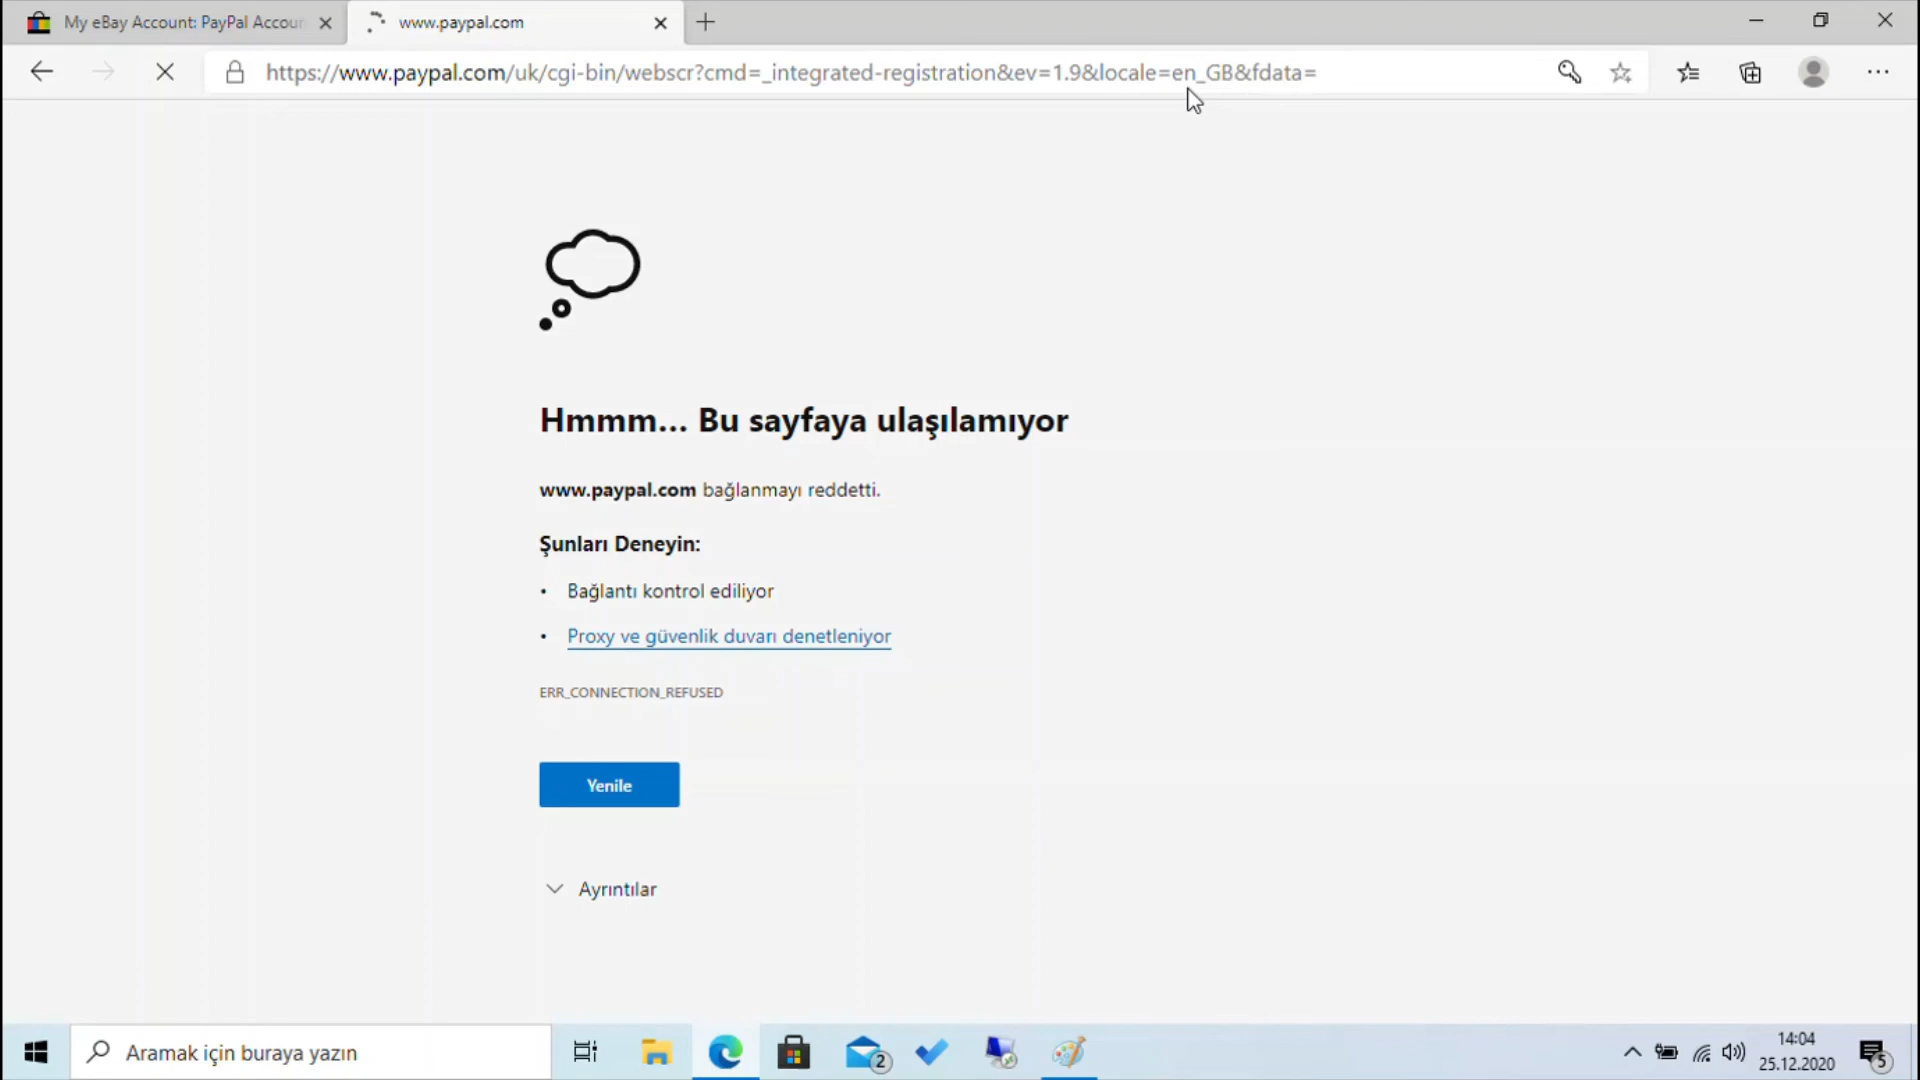 My eBay Account: PayPal Accour
www.paypal.com
https://www.paypal.com/uk/cgi-bin/webscr?cmd=_integrated-registration&ev=1.9&locale=en_GB&fdata=
Hmmm... Bu sayfaya ulaşılamıyor
www.paypal.com bağlanmayı reddetti.
Şunları Deneyin:
• Bağlantı kontrol ediliyor
• Proxy ve güvenlik duvarı denetleniyor
ERR_CONNECTION_REFUSED
Yenile
Ayrıntılar
Aramak için buraya yazın
2
14:04
25.12.2020
5